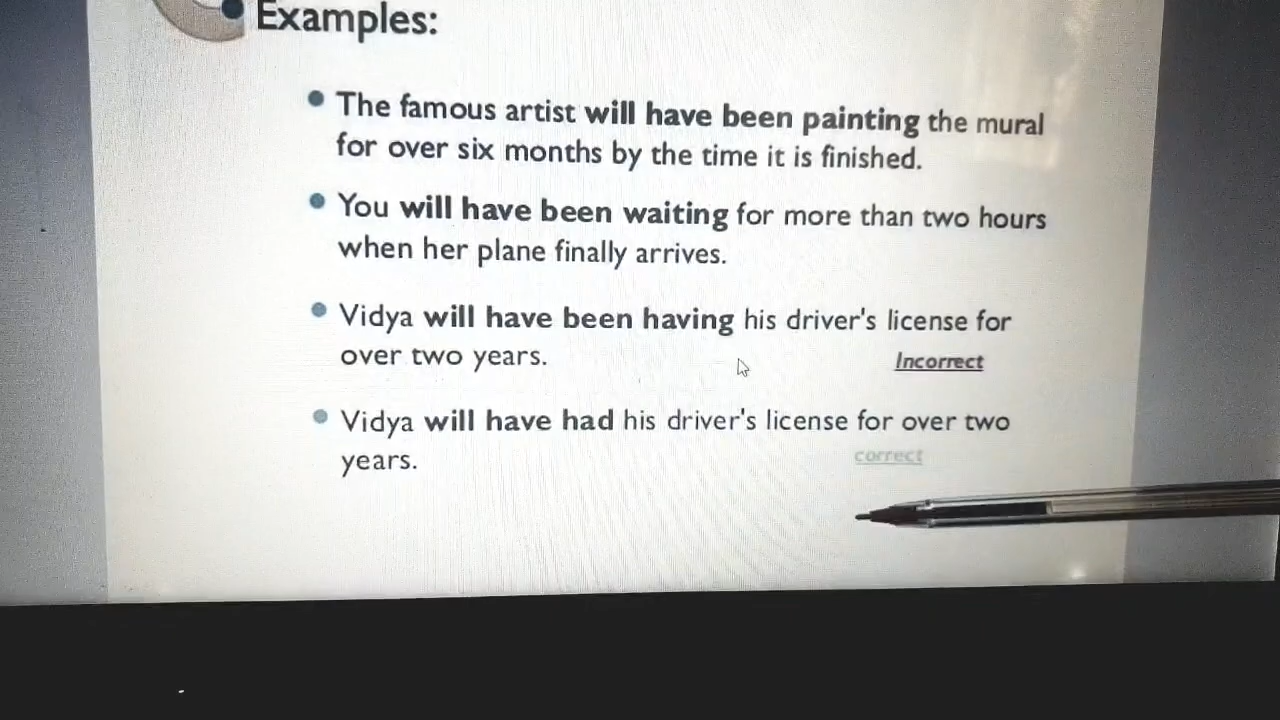 Examples:
The famous artist will have been painting the mural
for over six months by the time it is finished.
You will have been waiting for more than two hours
when her plane finally arrives.
Vidya will have been having his driver's license for
over two years.
Incorrect
Vidya will have had his driver's license for over two
years.
correct